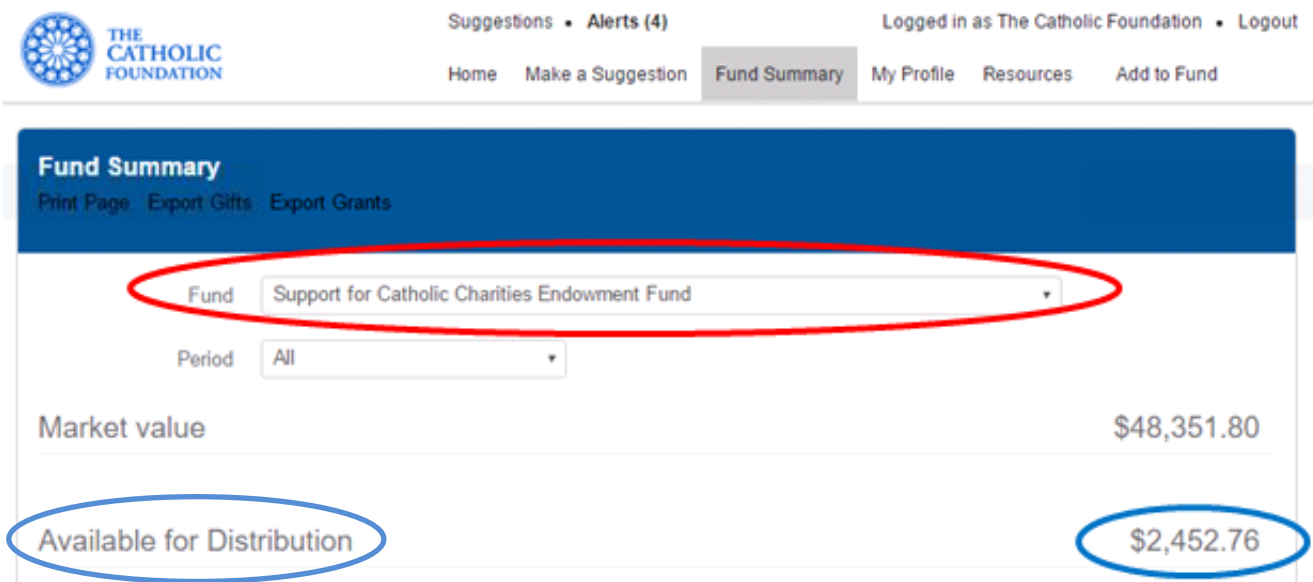 THE
CATHOLIC
FOUNDATION
Suggestions • Alerts (4)
Logged in as The Catholic Foundation • Logout
Home Make a Suggestion Fund Summary My Profile Resources Add to Fund
Fund Summary
Print Page Export Gifts Export Grants
Fund Support for Catholic Charities Endowment Fund
Period All
Market value $48,351.80
Available for Distribution $2,452.76